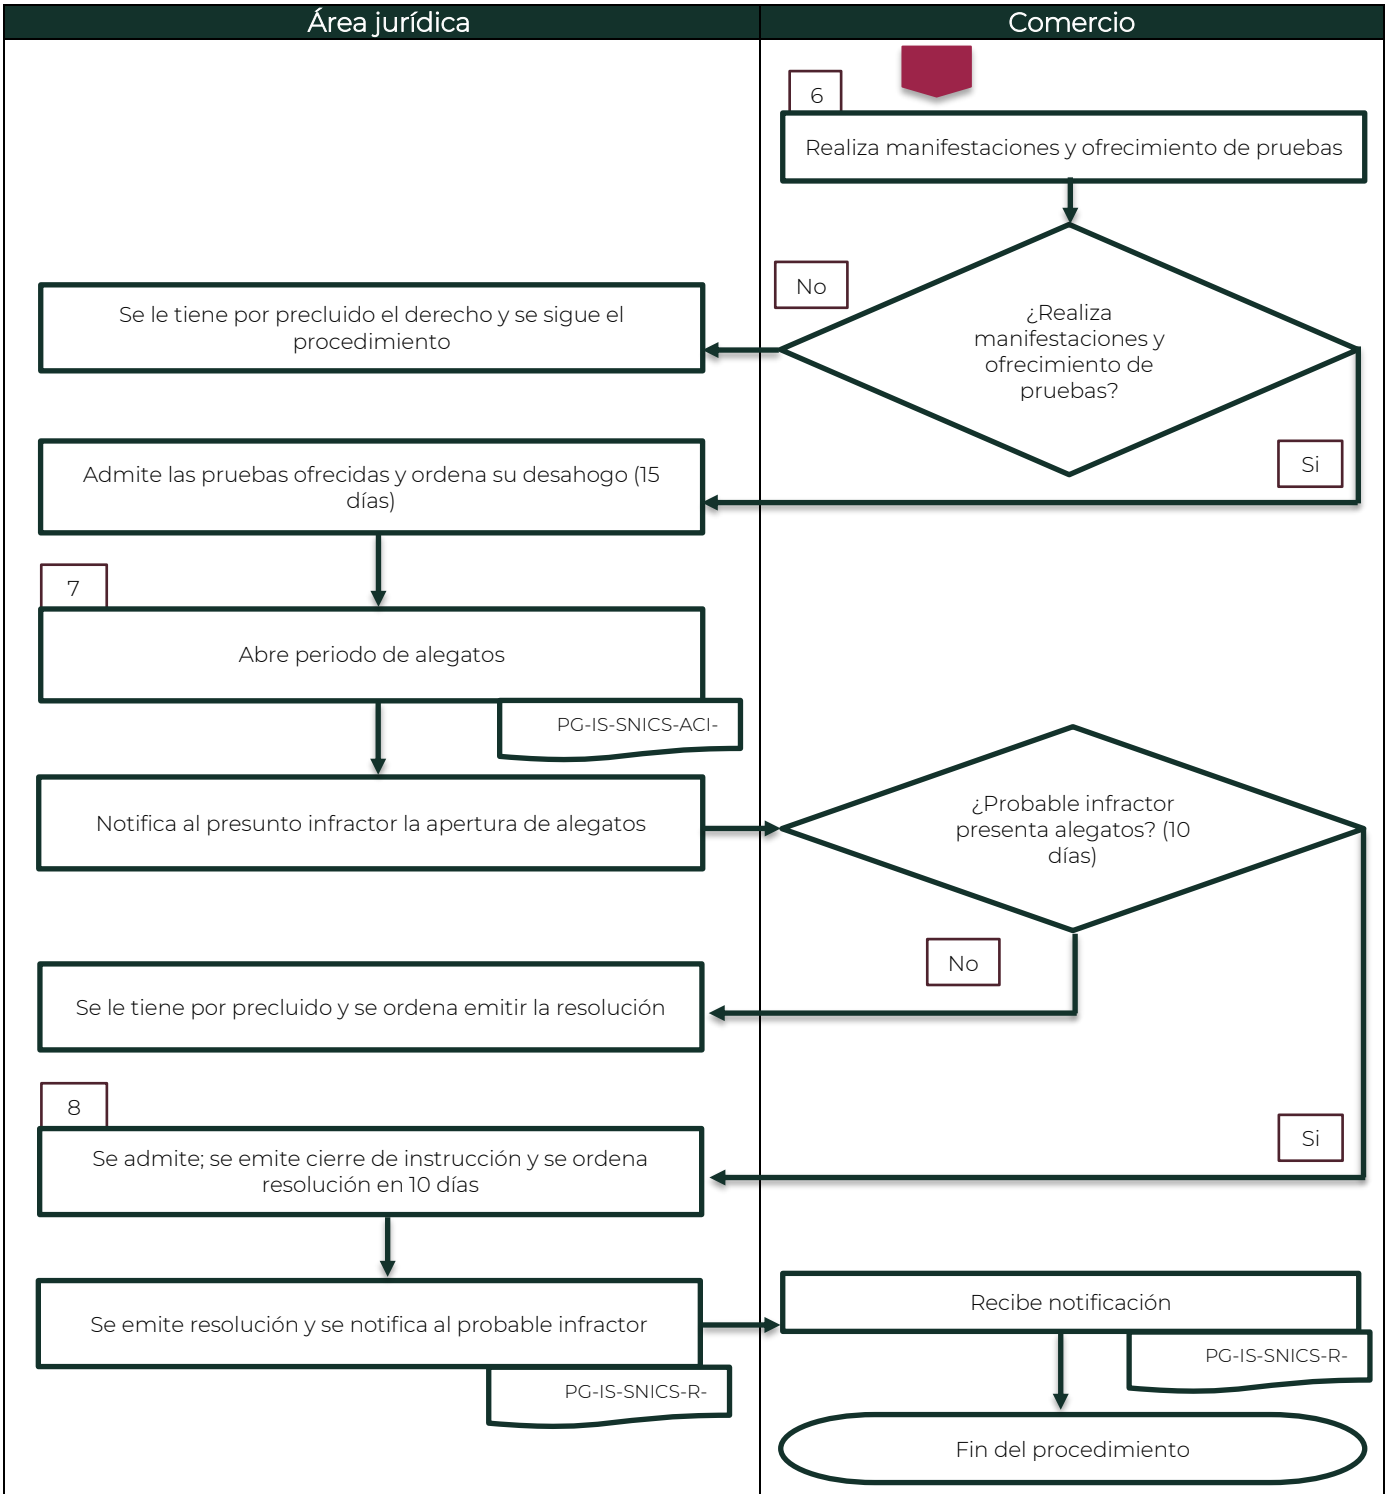 Área jurídica
Comercio
6
Realiza manifestaciones y ofrecimiento de pruebas
No
¿Realiza
manifestaciones y
ofrecimiento de
pruebas?
Se le tiene por precluido el derecho y se sigue el
procedimiento
Si
Admite las pruebas ofrecidas y ordena su desahogo (15
días)
7
Abre periodo de alegatos
PG-IS-SNICS-ACI-
Notifica al presunto infractor la apertura de alegatos
¿Probable infractor
presenta alegatos? (10
días)
No
Se le tiene por precluido y se ordena emitir la resolución
8
Si
Se admite; se emite cierre de instrucción y se ordena
resolución en 10 días
Se emite resolución y se notifica al probable infractor
PG-IS-SNICS-R-
Recibe notificación
PG-IS-SNICS-R-
Fin del procedimiento